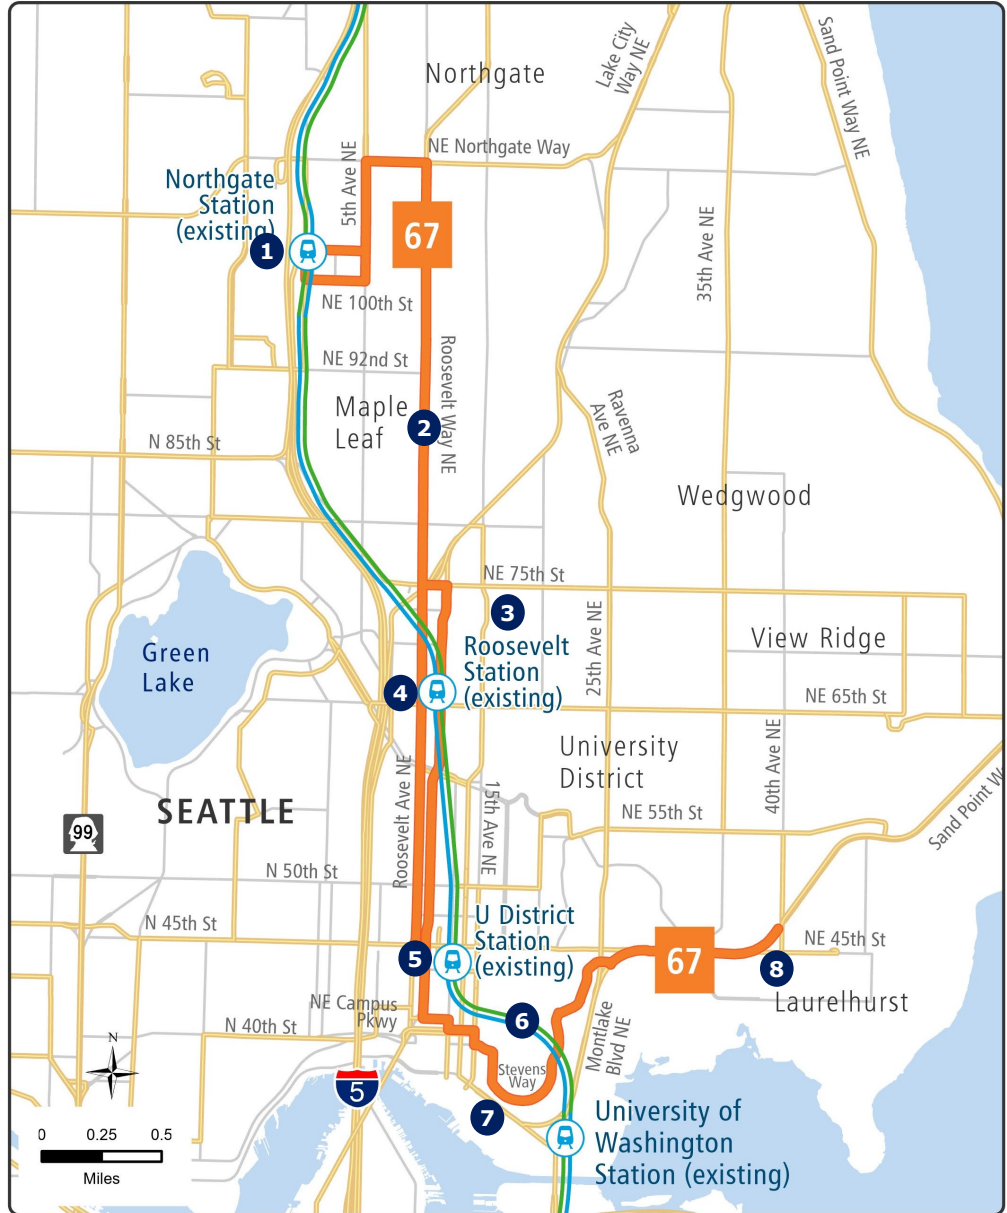 Northgate
Lake City
Way NE
Sand Point Way NE
NE Northgate Way
5th Ave NE
Northgate
Station
(existing)
1
67
35th Ave NE
NE 100th St
NE 92nd St
Roosevelt Way NE
Maple
Leaf
2
Ravenna
Ave NE
N 85th St
Wedgwood
NE 75th St
3
25th Ave NE
Green
Lake
Roosevelt
Station
(existing)
4
View Ridge
NE 65th St
University
District
40th Ave NE
Roosevelt Ave NE
15th Ave NE
SEATTLE
99
NE 55th St
Sand Point W
N 50th St
N 45th St
U District
Station
(existing)
5
67
NE 45th St
8
Laurelhurst
NE Campus
Pkwy
6
N 40th St
Montlake
Blvd NE
N
Stevens
Way
5
7
University of
Washington
Station (existing)
0 0.25 0.5
Miles